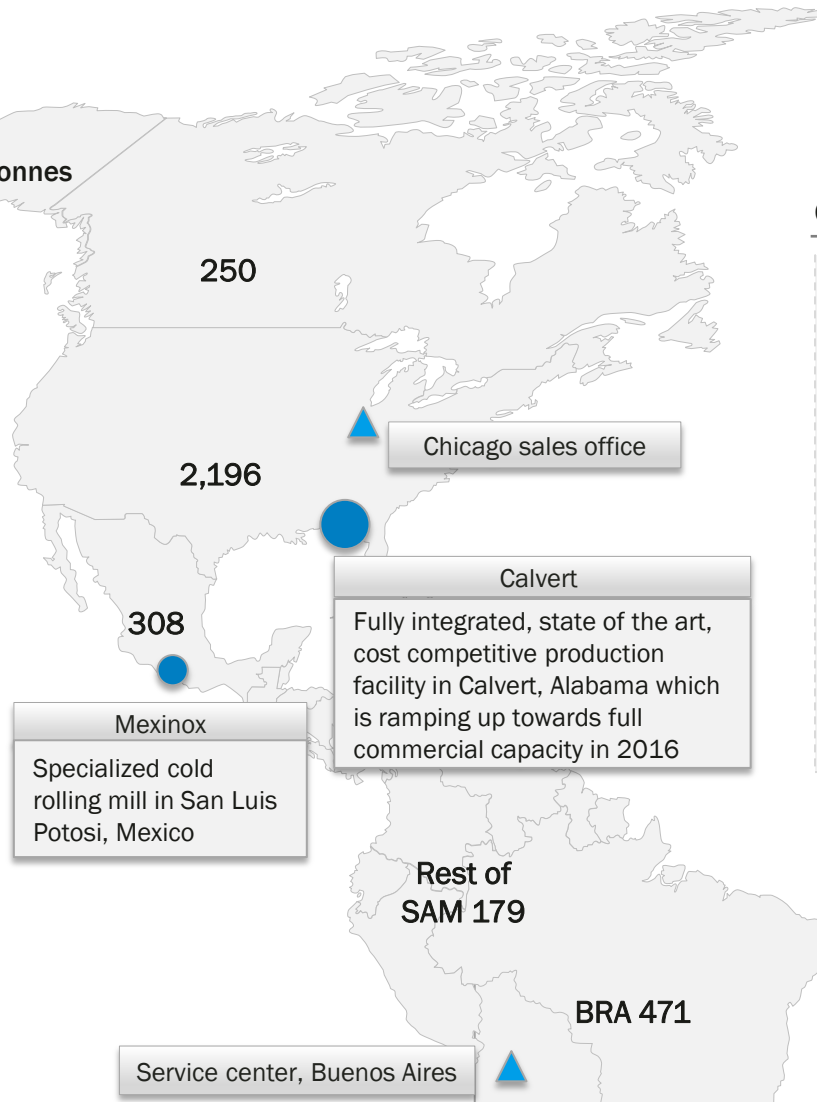 onnes
250
2,196
Chicago sales office
Calvert
Fully integrated, state of the art,
cost competitive production
facility in Calvert, Alabama which
is ramping up towards full
commercial capacity in 2016
308
Mexinox
Specialized cold
rolling mill in San Luis
Potosi, Mexico
Rest of
SAM 179
BRA 471
Service center, Buenos Aires